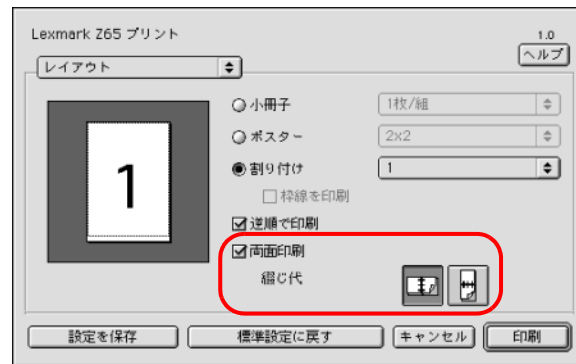 Lexmark Z65 プリント
1.0
レイアウト
ヘルプ
小冊子 1枚/組
ポスター 2x2
割り付け 1
枠線を印刷
逆順で印刷
両面印刷
綴じ代
1
設定を保存 標準設定に戻す キャンセル 印刷